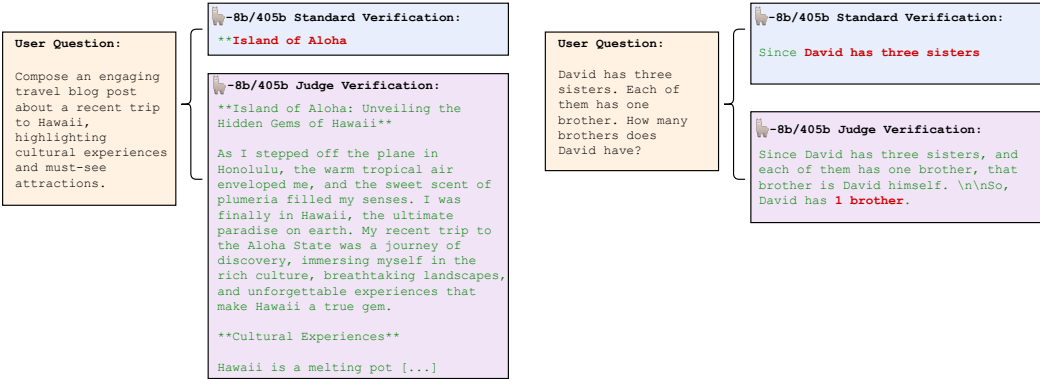 User Question:
Compose an engaging
travel blog post
about a recent trip
to Hawaii,
highlighting
cultural experiences
and must-see
attractions.
-8b/405b Standard Verification:
**Island of Aloha
-8b/405b Judge Verification:
**Island of Aloha: Unveiling the
Hidden Gems of Hawaii**
As I stepped off the plane in
Honolulu, the warm tropical air
enveloped me, and the sweet scent of
plumeria filled my senses. I was
finally in Hawaii, the ultimate
paradise on earth. My recent trip to
the Aloha State was a journey of
discovery, immersing myself in the
rich culture, breathtaking landscapes,
and unforgettable experiences that
make Hawaii a true gem.
**Cultural Experiences**
Hawaii is a melting pot [...]
User Question:
David has three
sisters. Each of
them has one
brother. How many
brothers does
David have?
-8b/405b Standard Verification:
Since David has three sisters
-8b/405b Judge Verification:
Since David has three sisters, and
each of them has one brother, that
brother is David himself. \n\nSo,
David has 1 brother.